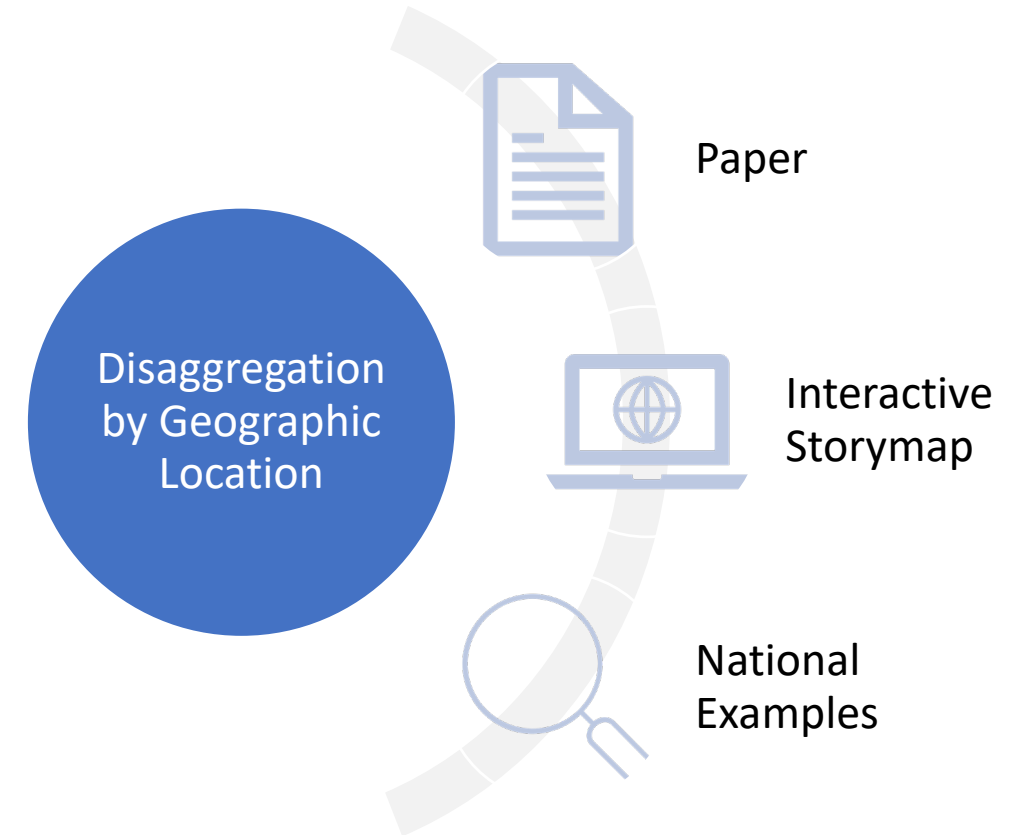 Disaggregation
by Geographic
Location
Paper
Interactive
Storymap
National
Examples